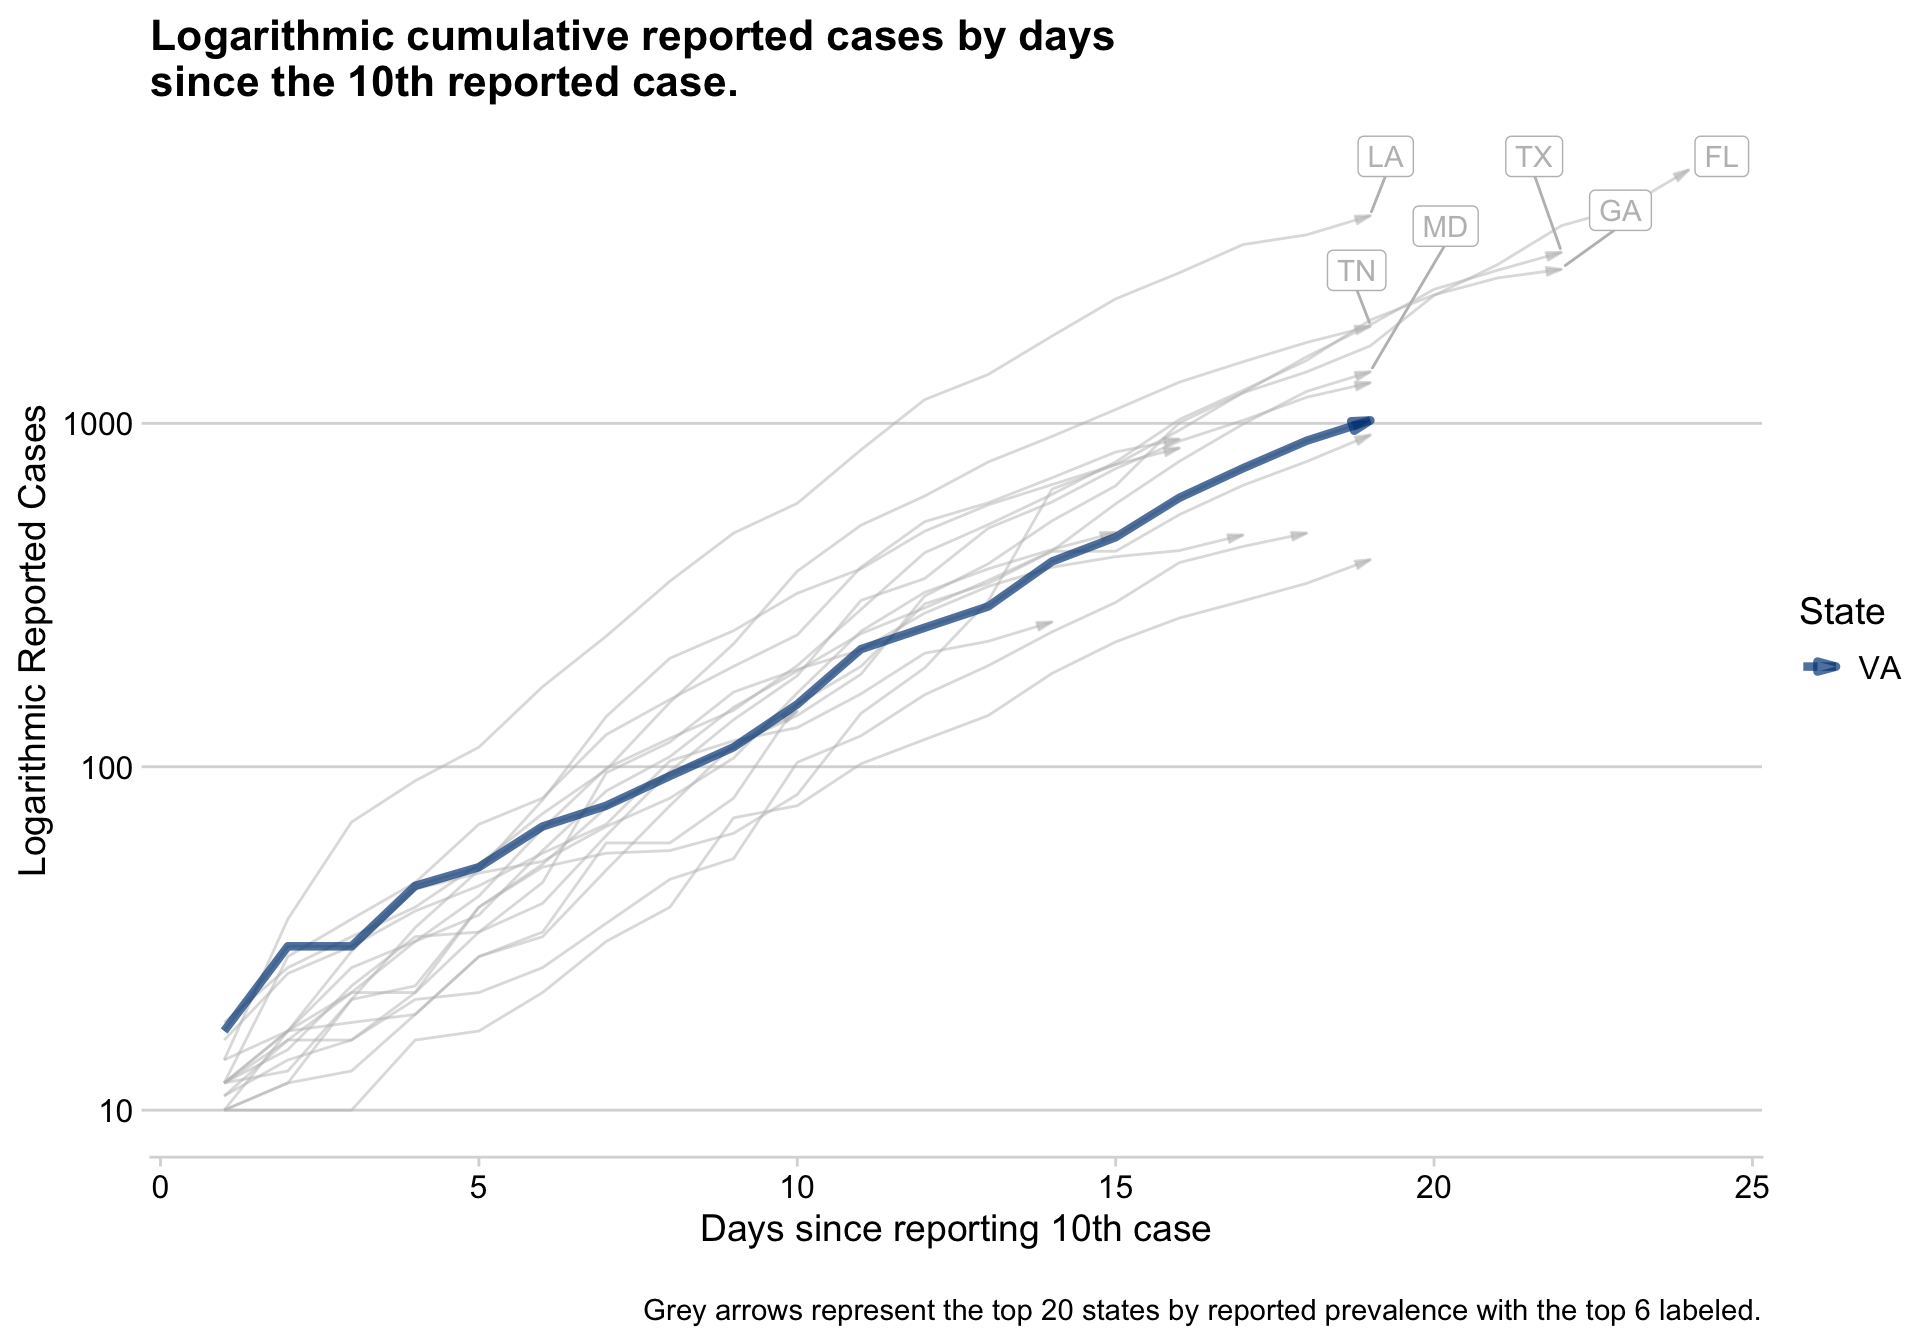 Logarithmic cumulative reported cases by days
since the 10th reported case.
LA
TX
FL
GA
MD
TN
Logarithmic Reported Cases
1000
100
10
State
VA
0 5 10 15 20 25
Days since reporting 10th case
Grey arrows represent the top 20 states by reported prevalence with the top 6 labeled.